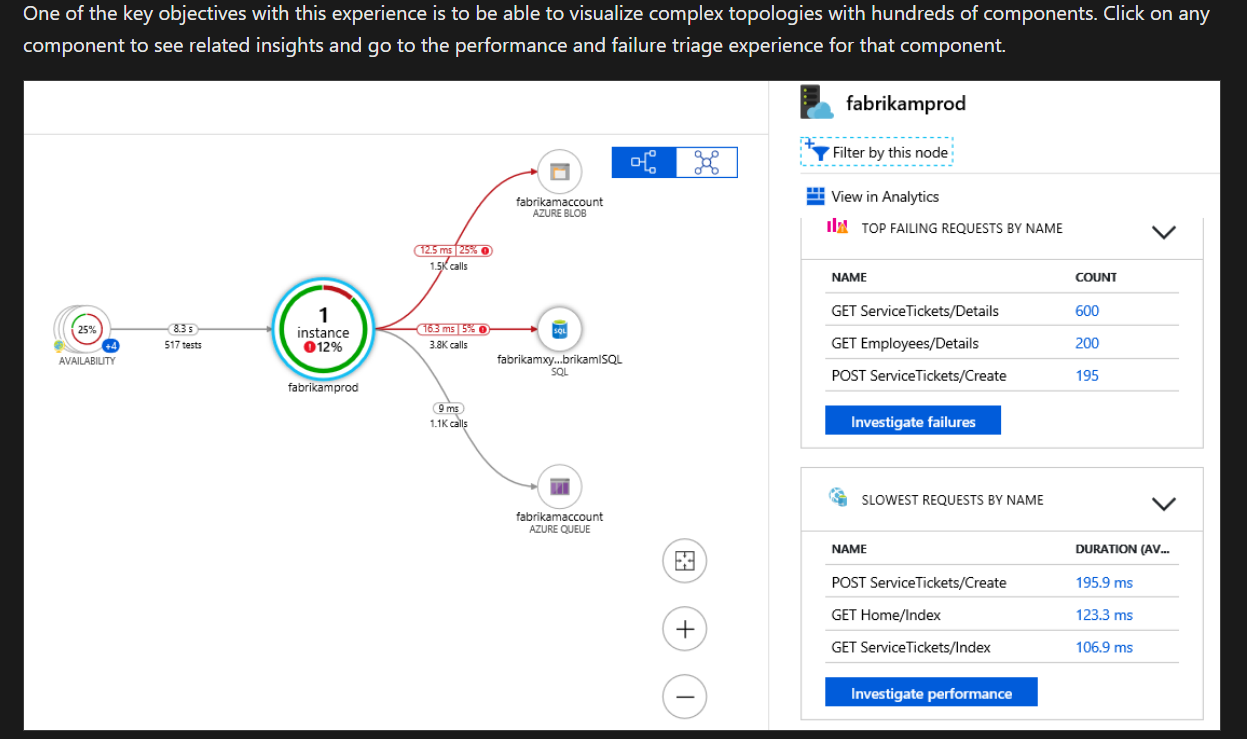 One of the key objectives with this experience is to be able to visualize complex topologies with hundreds of components. Click on any
component to see related insights and go to the performance and failure triage experience for that component.
fabrikamaccount
AZURE BLOB
12.5 ms 25%
1.5K calls
25%
+4
AVAILABILITY
8.3 s
517 tests
1
instance
12%
fabrikamprod
16.3 ms 5%
3.8K calls
SQL
fabrikamxy...brikamlSQL
SQL
9 ms
1.1K calls
fabrikamaccount
AZURE QUEUE
fabrikamprod
Filter by this node
View in Analytics
TOP FAILING REQUESTS BY NAME
NAME COUNT
GET ServiceTickets/Details 600
GET Employees/Details 200
POST ServiceTickets/Create 195
Investigate failures
SLOWEST REQUESTS BY NAME
NAME DURATION (AV...
POST ServiceTickets/Create 195.9 ms
GET Home/Index 123.3 ms
GET ServiceTickets/Index 106.9 ms
Investigate performance